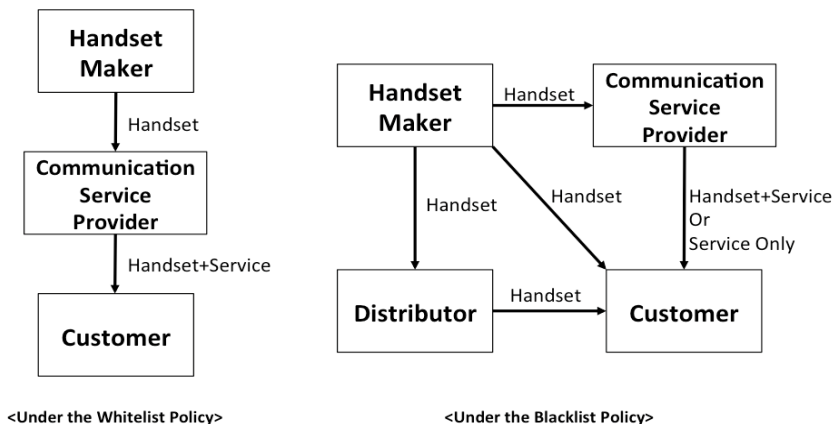 Handset
Maker
Handset
Communication
Service
Provider
Handset+Service
Customer
<Under the Whitelist Policy>
Handset
Maker
Handset
Communication
Service
Provider
Handset
Handset
Handset+Service
Or
Service Only
Distributor
Handset
Customer
<Under the Blacklist Policy>